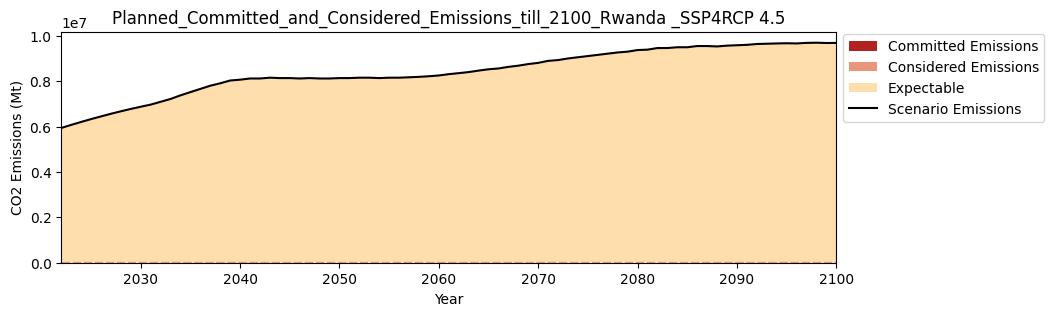 Planned_Committed_and_Considered_Emissions_till_2100_Rwanda _SSP4RCP 4.5
1e7
1.0
0.8
0.6
0.4
0.2
0.0
CO2 Emissions (Mt)
2030 2040 2050 2060 2070 2080 2090 2100
Year
Committed Emissions
Considered Emissions
Expectable
Scenario Emissions